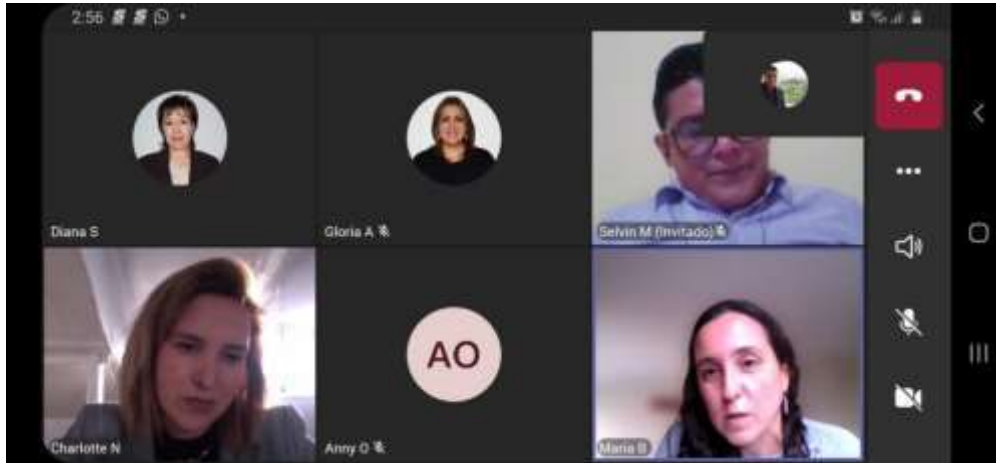 2:56
Diana S
Gloria A
Selvin M (Invitado)
Charlotte N
AO
Anny O
Maria B